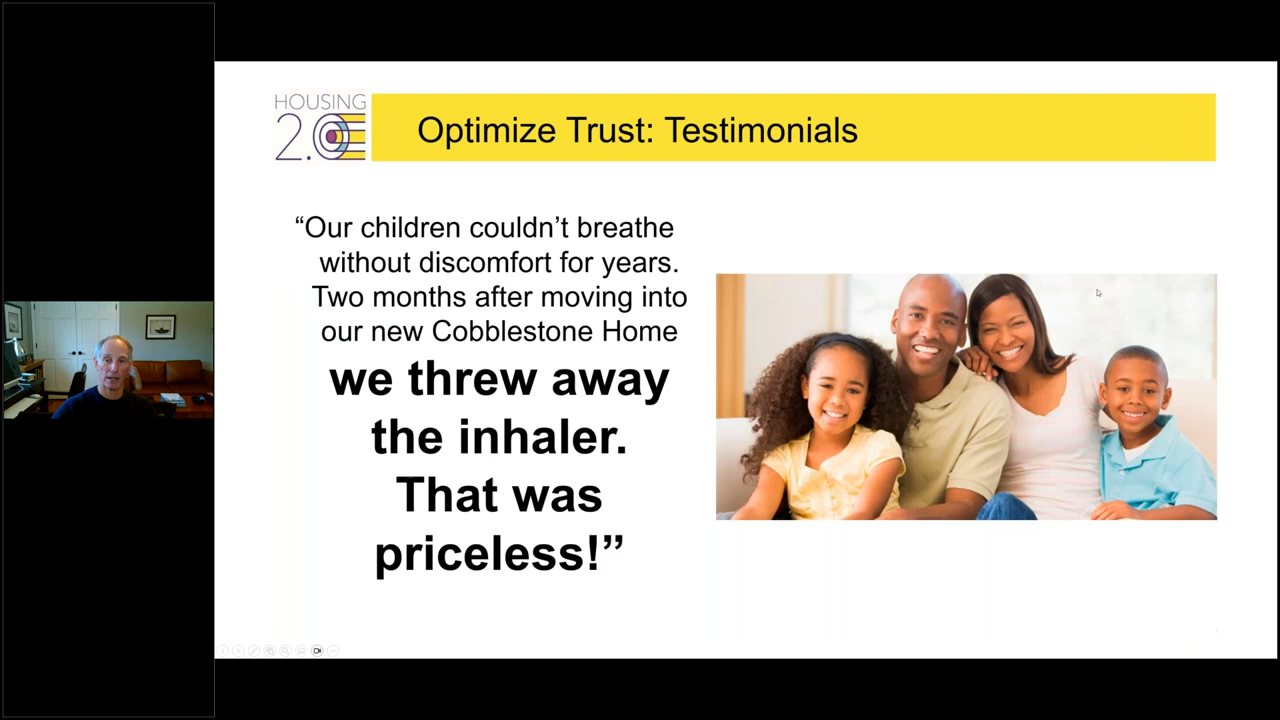 HOUSING
2.0
Optimize Trust: Testimonials
“Our children couldn’t breathe
without discomfort for years.
Two months after moving into
our new Cobblestone Home
we threw away
the inhaler.
That was
priceless!”